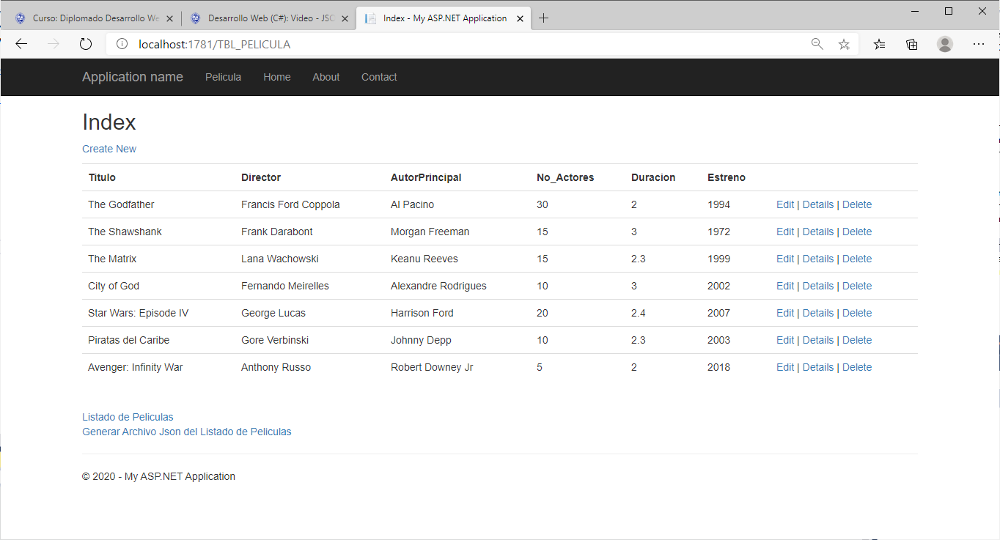 Curso: Diplomado Desarrollo We
Desarrollo Web (C#): Video - JSO
Index - My ASP.NET Application
localhost:1781/TBL_PELICULA
Application name Pelicula Home About Contact
Index
Create New
Titulo Director AutorPrincipal No_Actores Duracion Estreno
The Godfather Francis Ford Coppola Al Pacino 30 2 1994 Edit | Details | Delete
The Shawshank Frank Darabont Morgan Freeman 15 3 1972 Edit | Details | Delete
The Matrix Lana Wachowski Keanu Reeves 15 2.3 1999 Edit | Details | Delete
City of God Fernando Meirelles Alexandre Rodrigues 10 3 2002 Edit | Details | Delete
Star Wars: Episode IV George Lucas Harrison Ford 20 2.4 2007 Edit | Details | Delete
Piratas del Caribe Gore Verbinski Johnny Depp 10 2.3 2003 Edit | Details | Delete
Avenger: Infinity War Anthony Russo Robert Downey Jr 5 2 2018 Edit | Details | Delete
Listado de Peliculas
Generar Archivo Json del Listado de Peliculas
© 2020 - My ASP.NET Application